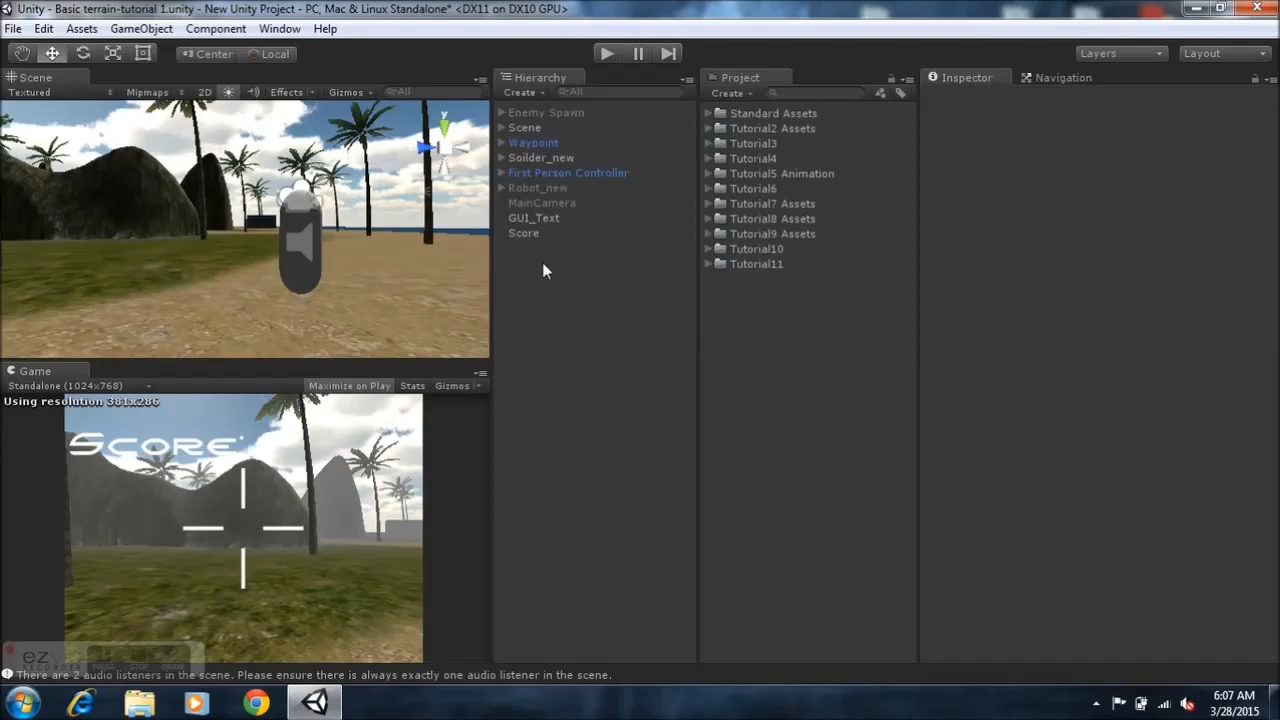 Unity - Basic terrain-tutorial 1.unity - New Unity Project - PC, Mac & Linux Standalone* <DX11 on DX10 GPU>
File Edit Assets GameObject Component Window Help
Center Local Layers Layout
Scene
Textured Mipmaps 2D Effects Gizmos All
y
Game
Standalone (1024x768) Maximize on Play Stats Gizmos
Using resolution 381x286
Score
Hierarchy
Create All
Enemy Spawn
Scene
Waypoint
Soilder_new
First Person Controller
Robot_new
MainCamera
GUI_Text
Score
Project
Create
Standard Assets
Tutorial2 Assets
Tutorial3
Tutorial4
Tutorial5 Animation
Tutorial6
Tutorial7 Assets
Tutorial8 Assets
Tutorial9 Assets
Tutorial10
Tutorial11
Inspector Navigation
RECORDER PAUSE STOP DRAW
There are 2 audio listeners in the scene. Please ensure there is always exactly one audio listener in the scene.
6:07 AM
3/28/2015